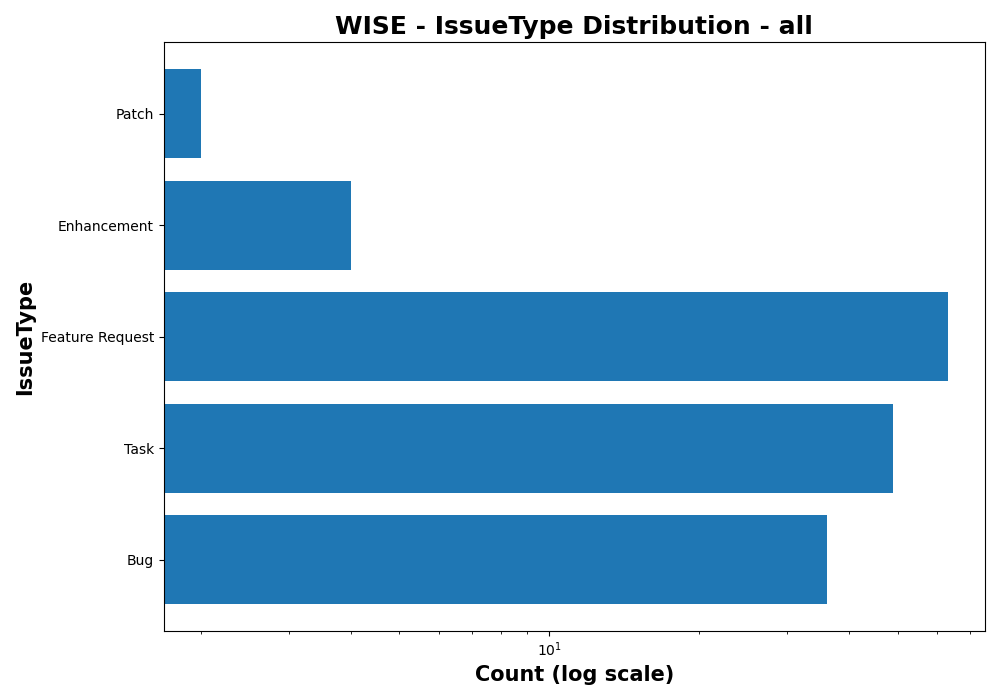 WISE - IssueType Distribution - all
IssueType
Patch
Enhancement
Feature Request
Task
Bug
10¹
Count (log scale)